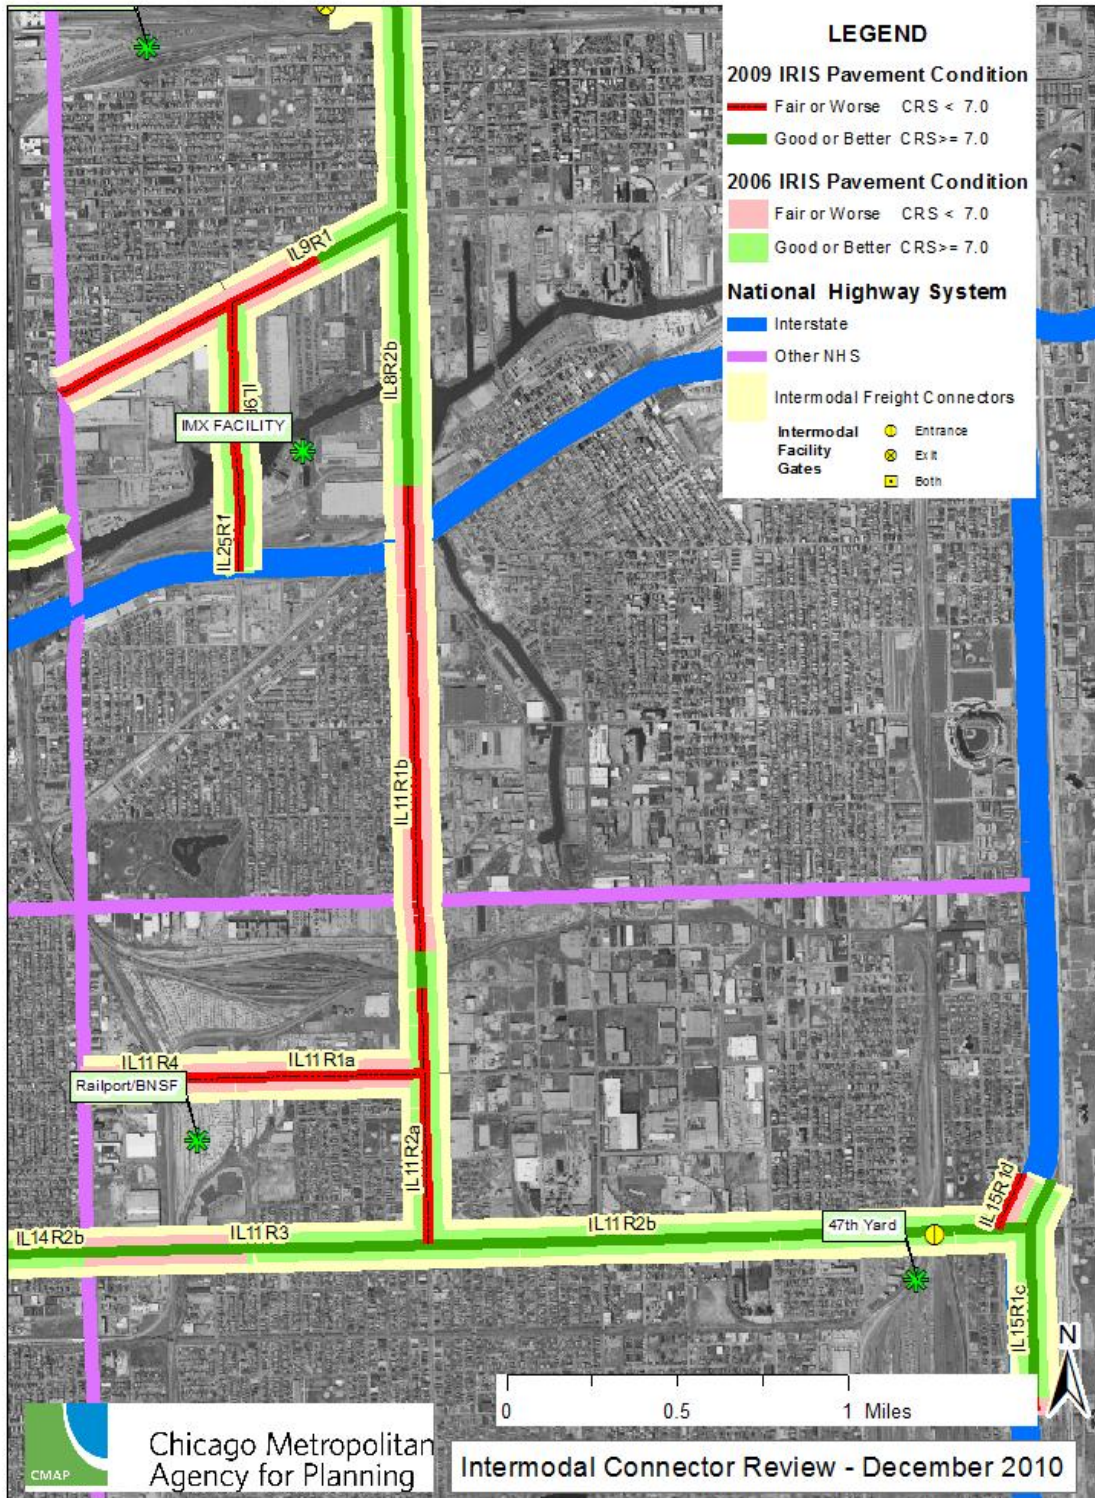 LEGEND
2009 IRIS Pavement Condition
Fair or Worse CRS < 7.0
Good or Better CRS>= 7.0
2006 IRIS Pavement Condition
Fair or Worse CRS < 7.0
Good or Better CRS>= 7.0
National Highway System
Interstate
Other NHS
Intermodal Freight Connectors
Intermodal
Facility
Gates
Entrance
Exit
Both
IL9R1
IL8R2b
IMX FACILITY
IL25R1
IL11R1b
IL11R4
IL11R1a
Railport/BNSF
IL11R2a
IL14R2b
IL11R3
IL11R2b
47th Yard
IL15R1d
IL15R1c
N
0 0.5 1 Miles
CMAP
Chicago Metropolitan
Agency for Planning
Intermodal Connector Review - December 2010